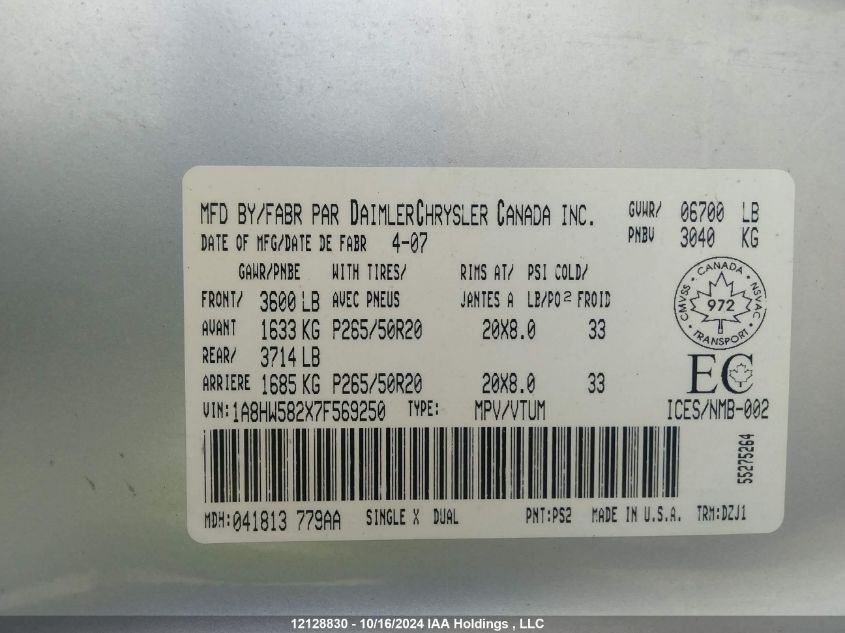 MFD BY/FABR PAR DAIMLERCHRYSLER CANADA INC. GVWR/ 06700 LB
DATE OF MFG/DATE DE FABR 4-07 PNBV 3040 KG
GAWR/PNBE WITH TIRES/ RIMS AT/ PSI COLD/
FRONT/ 3600 LB AVEC PNEUS JANTES A LB/PO2 FROID
AVANT 1633 KG P265/50R20 20X8.0 33
REAR/ 3714 LB
ARRIERE 1685 KG P265/50R20 20X8.0 33
CANADA
CMVSS 972 NSVAC
TRANSPORT
EC
VIN:1A8HW582X7F569250 TYPE: MPV/VTUM ICES/NMB-002
55275264
MDH:041813 779AA SINGLE X DUAL PNT:PS2 MADE IN U.S.A. TRM:DZJ1
12128830 - 10/16/2024 IAA Holdings , LLC